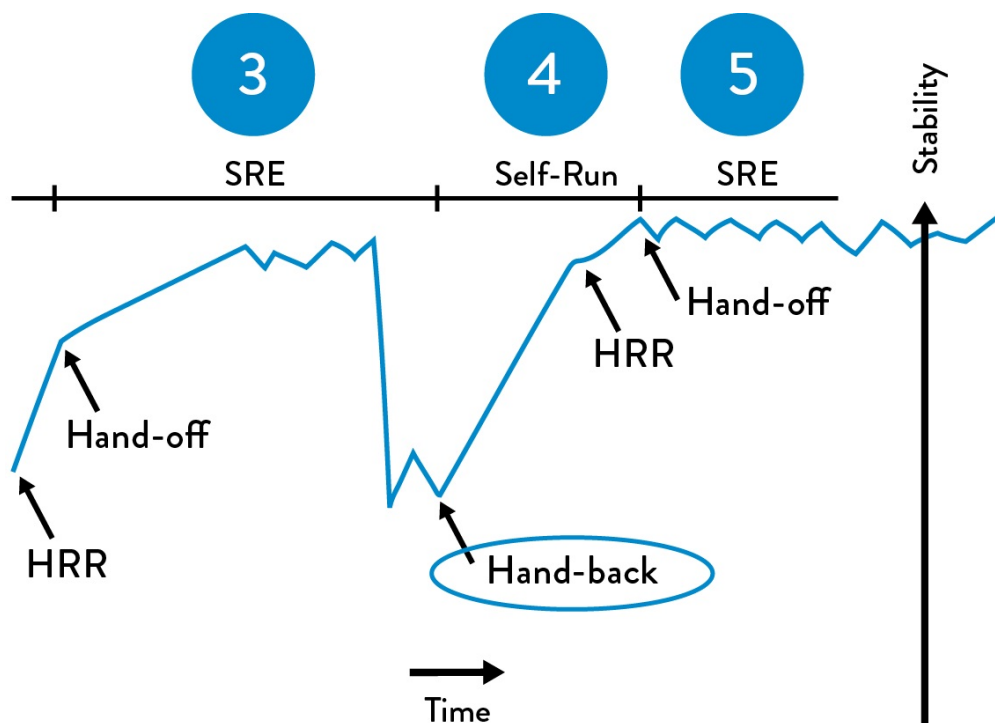 3
4
5
SRE
Self-Run
SRE
Stability
Hand-off
HRR
Hand-off
HRR
Hand-back
Time